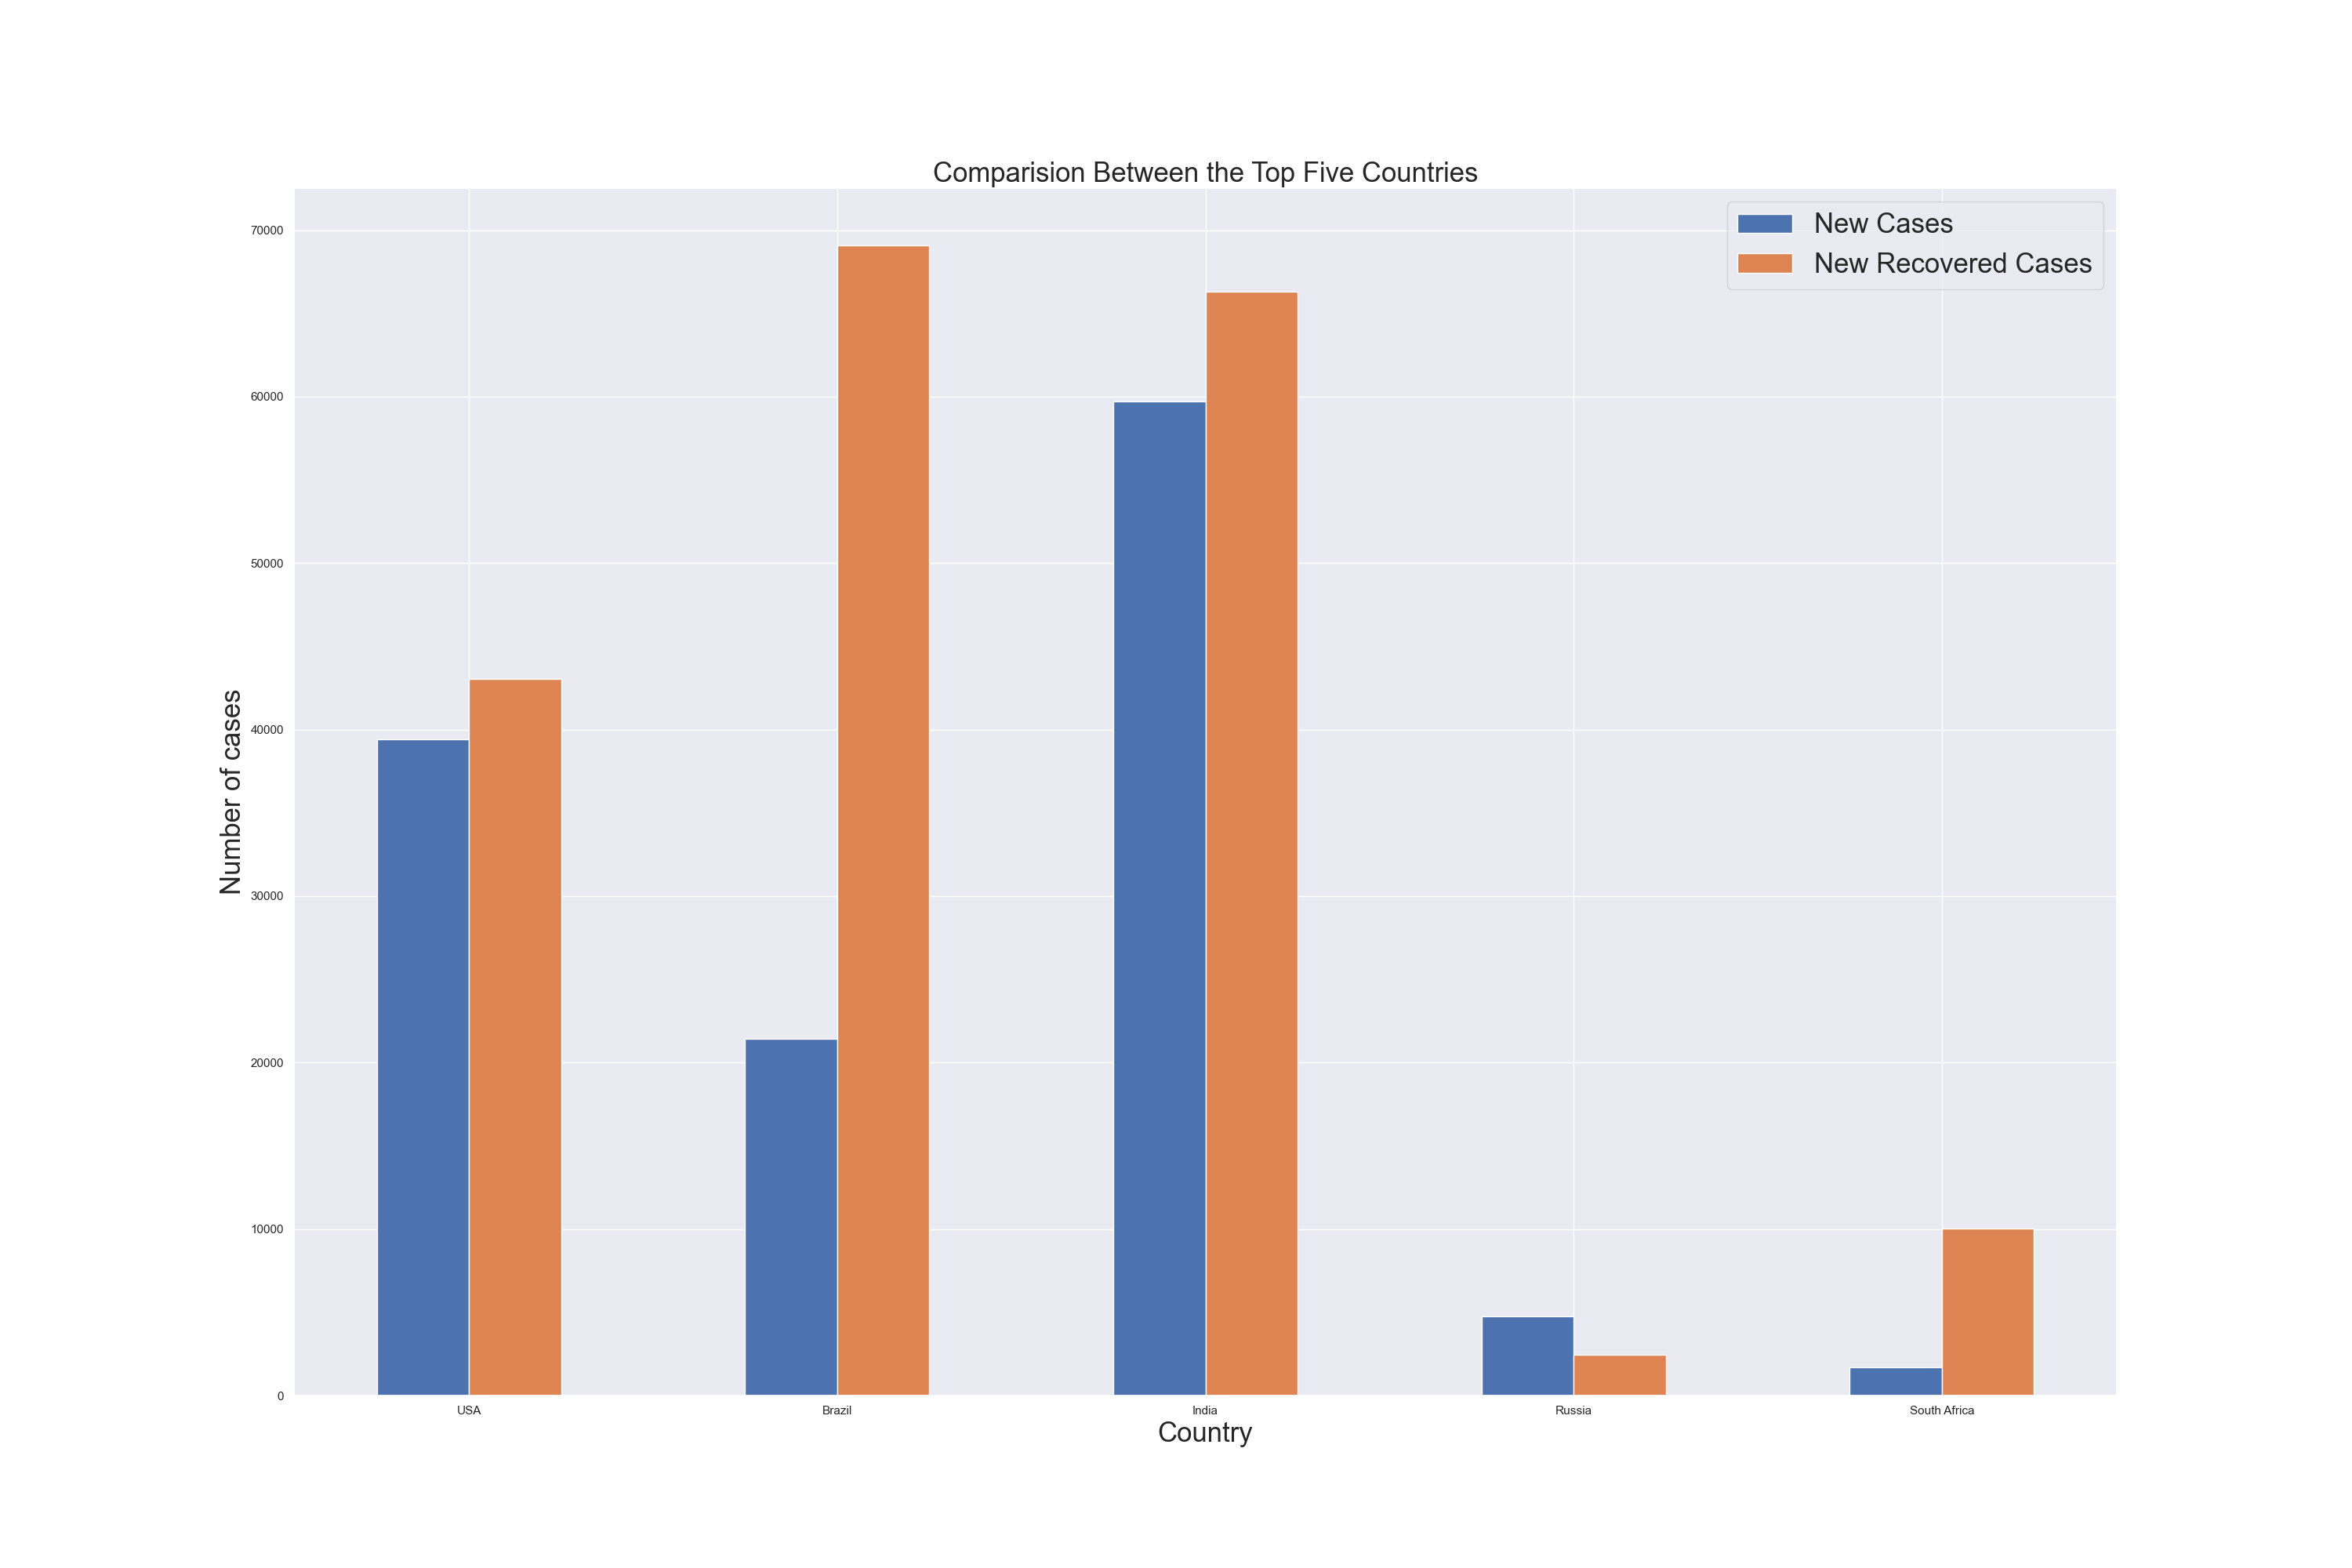 Comparision Between the Top Five Countries
New Cases
New Recovered Cases
70000
60000
50000
40000
30000
20000
10000
0
Number of cases
USA
Brazil
India
Russia
South Africa
Country